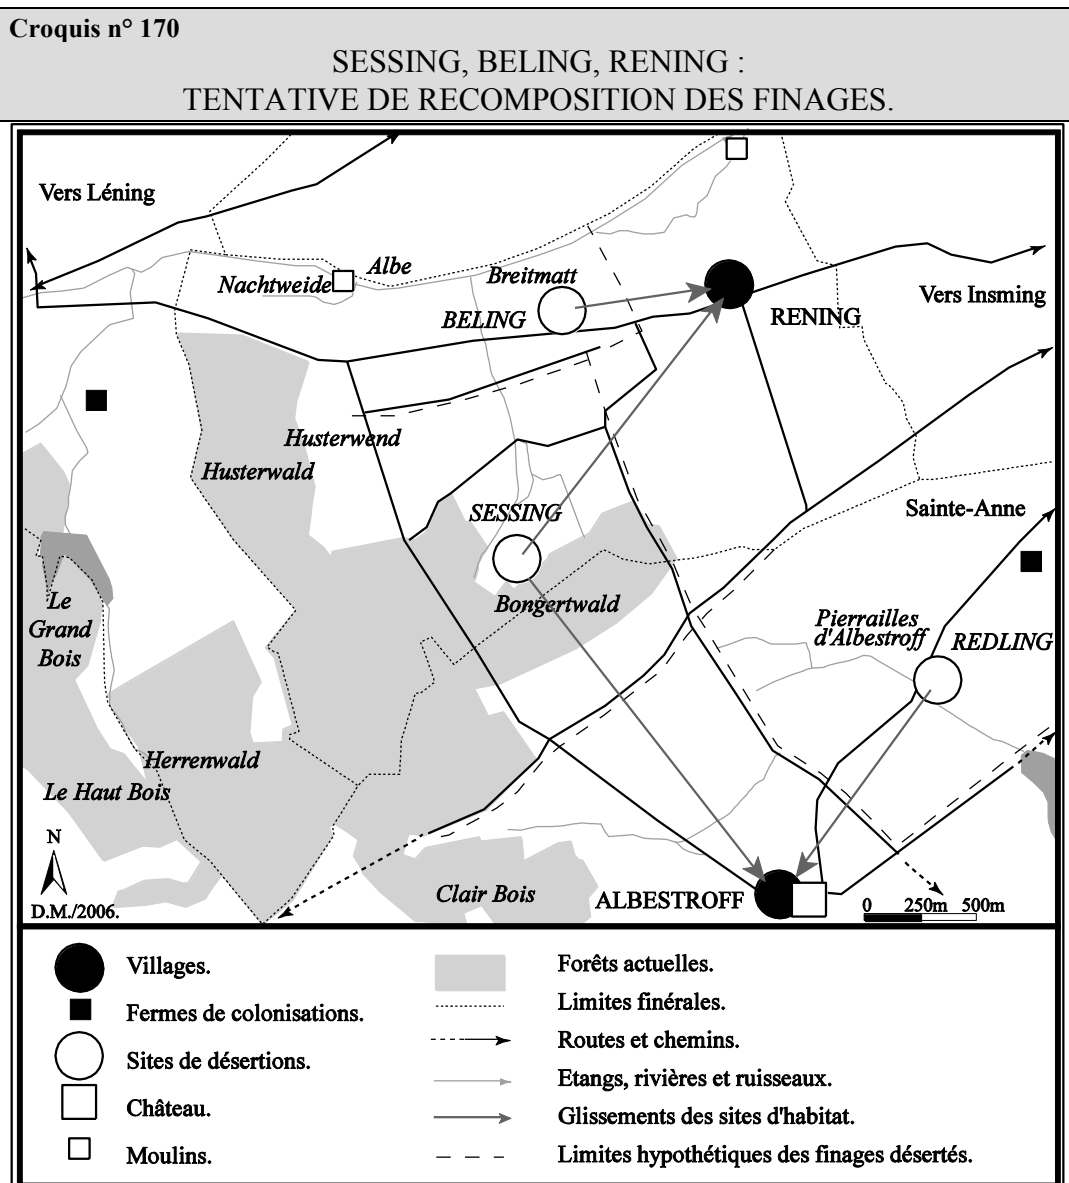 Croquis n° 170
SESSING, BELING, RENING :
TENTATIVE DE RECOMPOSITION DES FINAGES.
Vers Léning
Albe
Nachtweide
Breitmatt
BELING
RENING
Vers Insming
Husterwend
Husterwald
SESSING
Sainte-Anne
Bongertwald
Le
Grand
Bois
Pierrailles
d'Albestroff
REDLING
Herrenwald
Le Haut Bois
N
D.M./2006.
Clair Bois
ALBESTROFF
0 250m 500m
Villages.
Fermes de colonisations.
Sites de désertions.
Château.
Moulins.
Forêts actuelles.
Limites finérales.
Routes et chemins.
Etangs, rivières et ruisseaux.
Glissements des sites d'habitat.
Limites hypothétiques des finages désertés.